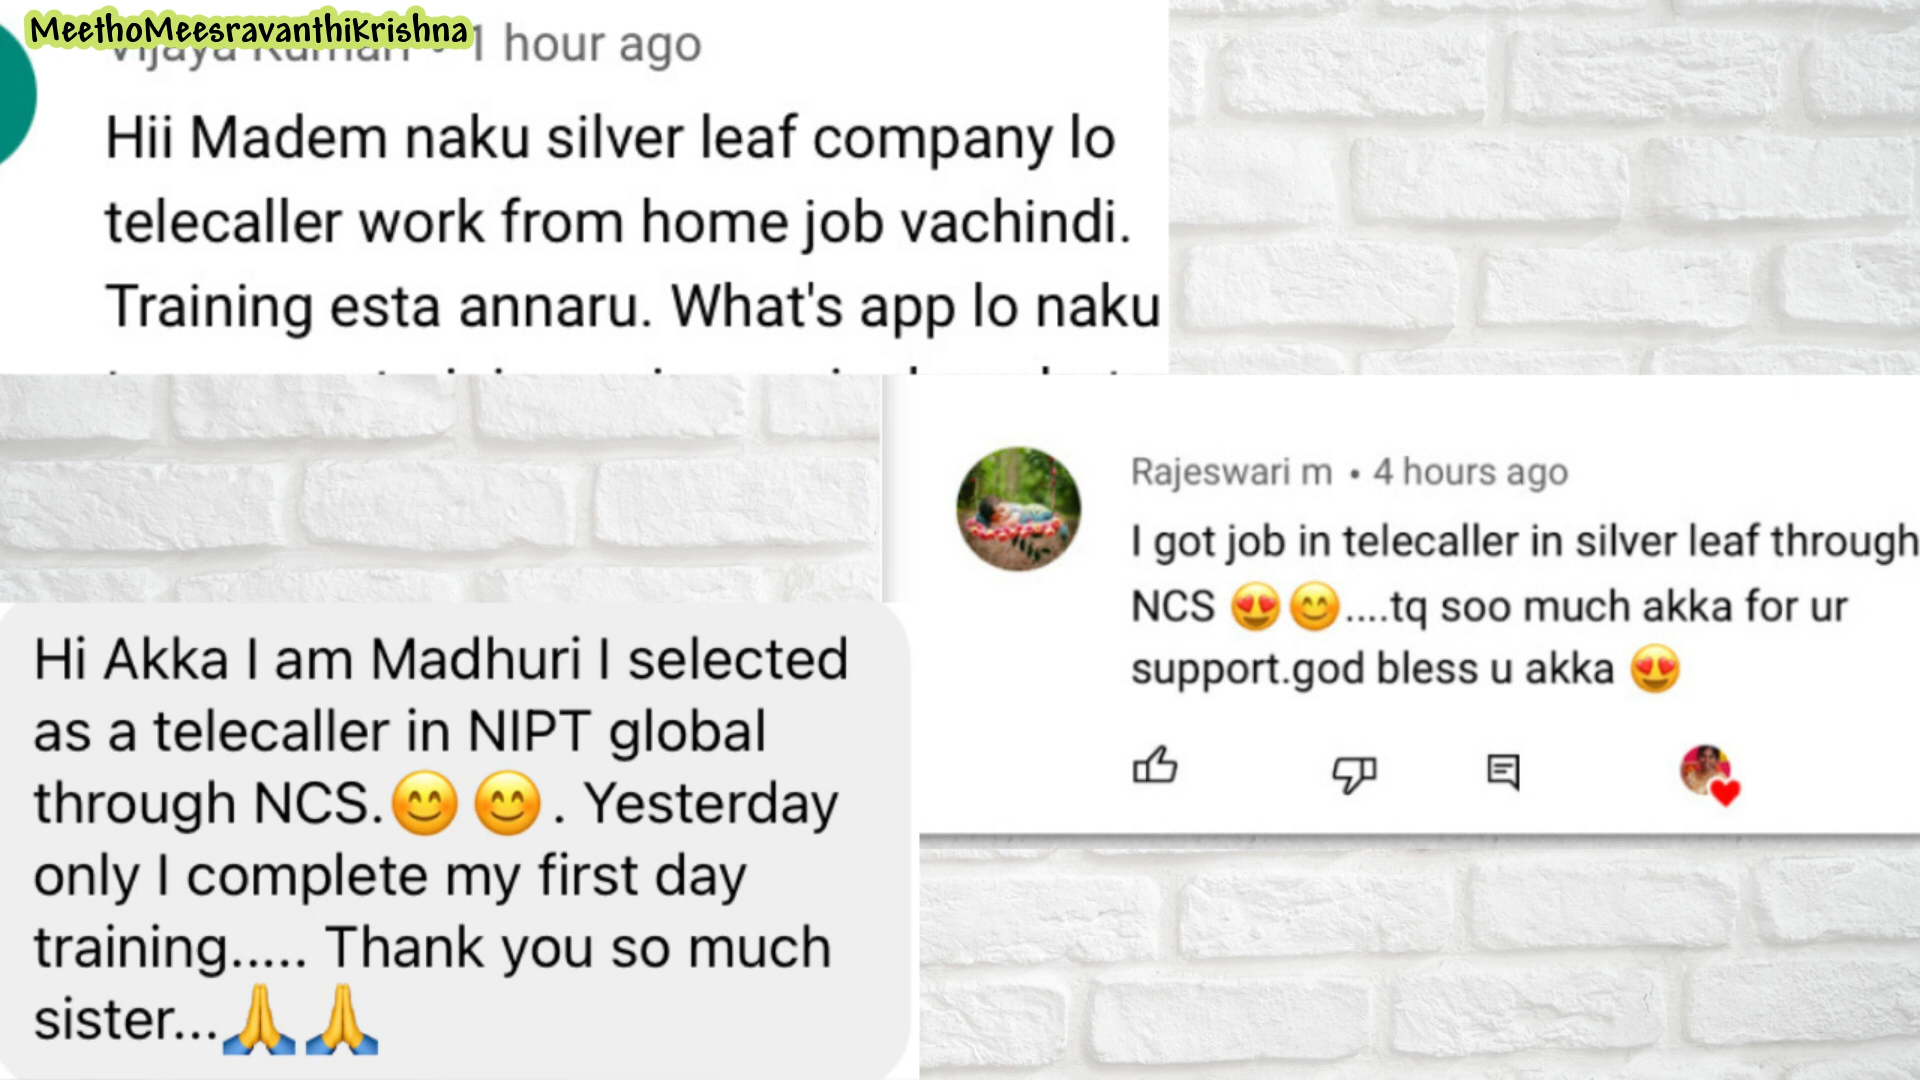 MeethoMeesravanthiKrishna
Vijaya Kumari • 1 hour ago
Hii Madem naku silver leaf company lo
telecaller work from home job vachindi.
Training esta annaru. What's app lo naku
Rajeswari m • 4 hours ago
I got job in telecaller in silver leaf through
NCS 😍😊....tq soo much akka for ur
support.god bless u akka 😍
Hi Akka I am Madhuri I selected
as a telecaller in NIPT global
through NCS.😊😊. Yesterday
only I complete my first day
training..... Thank you so much
sister...🙏🙏